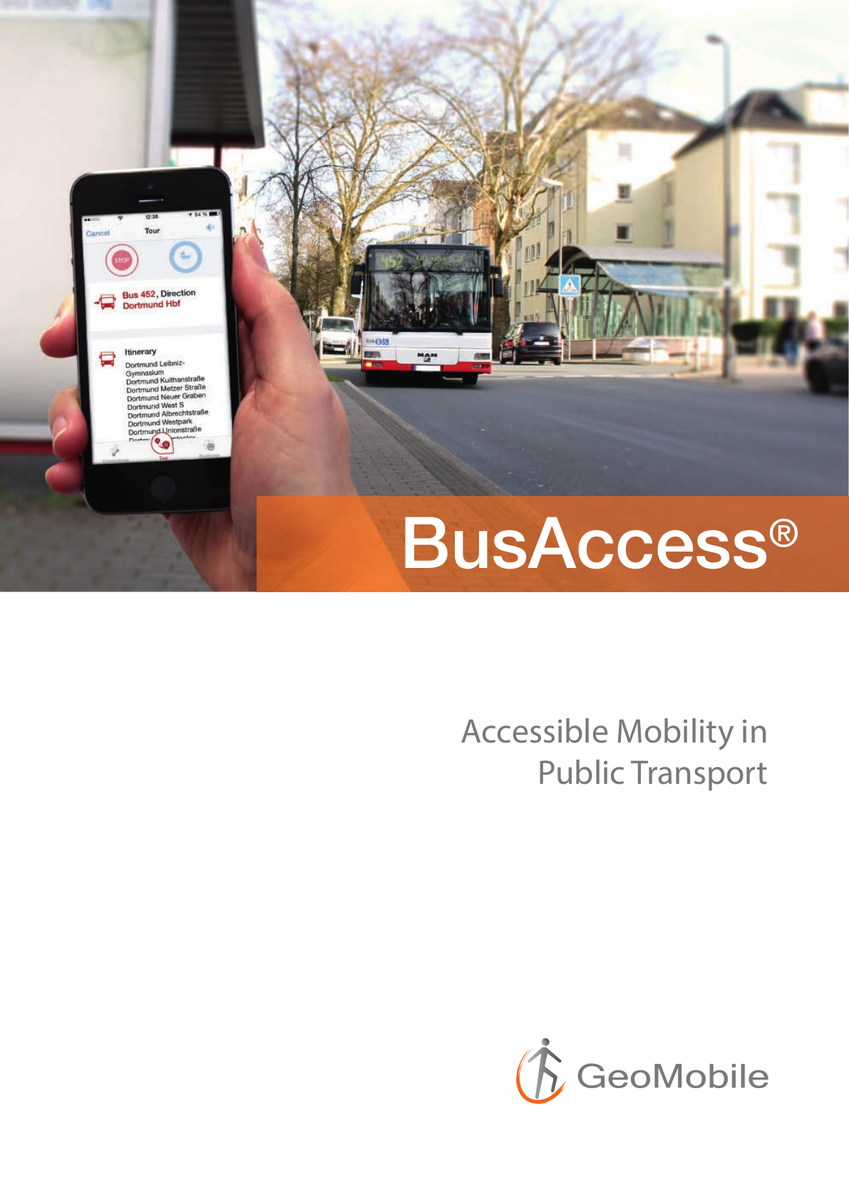 12:36
84 %
Cancel
Tour
STOP
Bus 452, Direction
Dortmund Hbf
Itinerary
Dortmund Leibniz-
Gymnasium
Dortmund Kuithanstraße
Dortmund Metzer Straße
Dortmund Neuer Graben
Dortmund West S
Dortmund Albrechtstraße
Dortmund Westpark
Dortmund Unionstraße
Tour
452
MAN
BusAccess®
Accessible Mobility in
Public Transport
GeoMobile